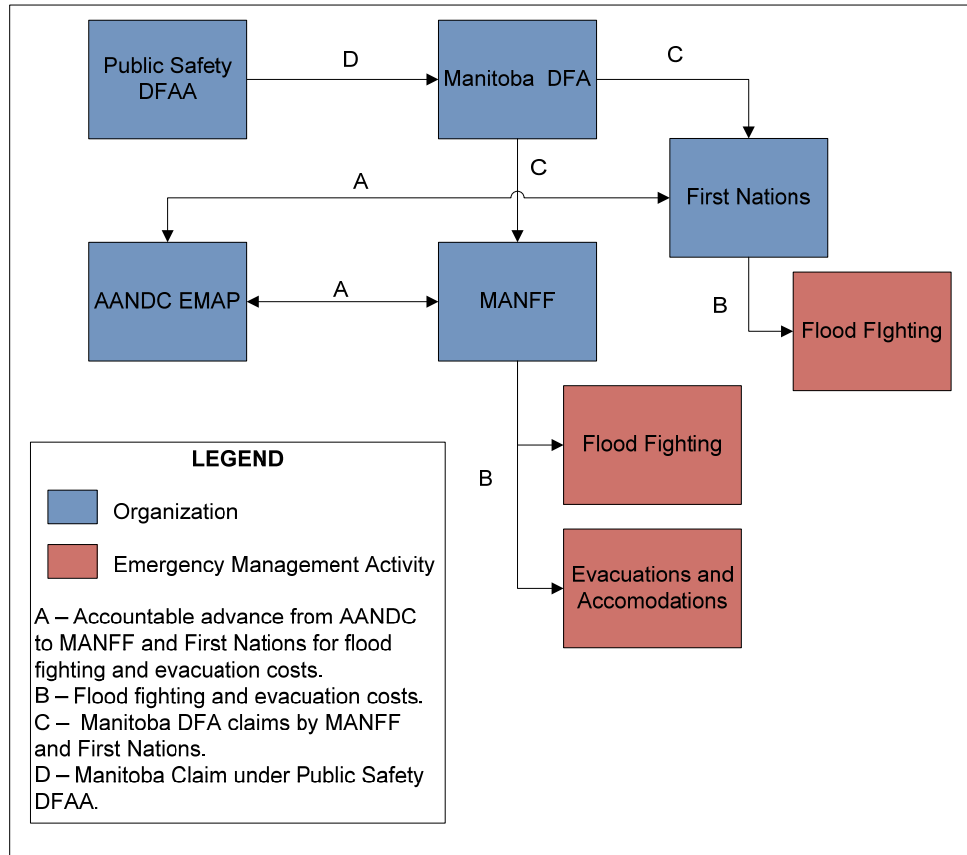 Public Safety
DFAA
D
Manitoba  DFA
C
C
A
First Nations
AANDC EMAP
A
MANFF
B
Flood FIghting
Flood Fighting
B
Evacuations and
Accomodations
LEGEND
Organization
Emergency Management Activity
A – Accountable advance from AANDC
to MANFF and First Nations for flood
fighting and evacuation costs.
B – Flood fighting and evacuation costs.
C –  Manitoba DFA claims by MANFF
and First Nations.
D – Manitoba Claim under Public Safety
DFAA.